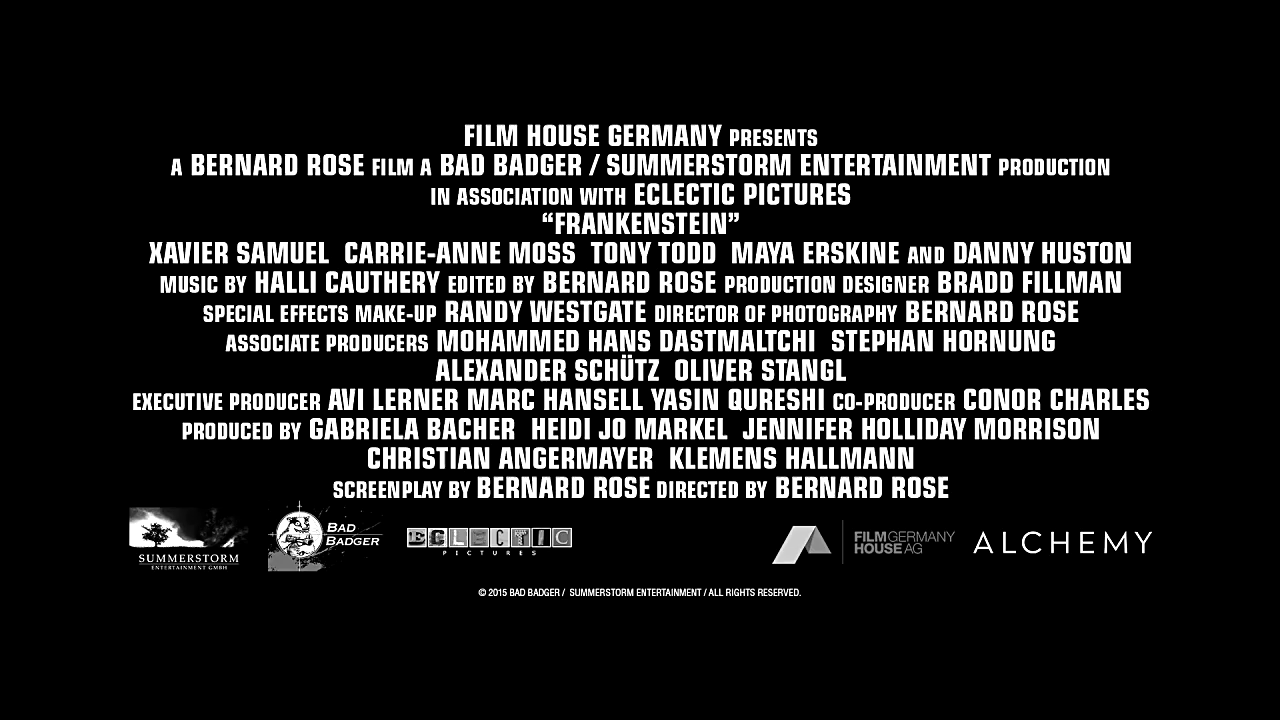 FILM HOUSE GERMANY PRESENTS
A BERNARD ROSE FILM A BAD BADGER / SUMMERSTORM ENTERTAINMENT PRODUCTION
IN ASSOCIATION WITH ECLECTIC PICTURES
“FRANKENSTEIN”
XAVIER SAMUEL CARRIE-ANNE MOSS TONY TODD MAYA ERSKINE AND DANNY HUSTON
MUSIC BY HALLI CAUTHERY EDITED BY BERNARD ROSE PRODUCTION DESIGNER BRADD FILLMAN
SPECIAL EFFECTS MAKE-UP RANDY WESTGATE DIRECTOR OF PHOTOGRAPHY BERNARD ROSE
ASSOCIATE PRODUCERS MOHAMMED HANS DASTMALTCHI STEPHAN HORNUNG
ALEXANDER SCHÜTZ OLIVER STANGL
EXECUTIVE PRODUCER AVI LERNER MARC HANSELL YASIN QURESHI CO-PRODUCER CONOR CHARLES
PRODUCED BY GABRIELA BACHER HEIDI JO MARKEL JENNIFER HOLLIDAY MORRISON
CHRISTIAN ANGERMAYER KLEMENS HALLMANN
SCREENPLAY BY BERNARD ROSE DIRECTED BY BERNARD ROSE
SUMMERSTORM
ENTERTAINMENT GMBH
BAD
BADGER
ECLECTIC
PICTURES
FILMGERMANY
HOUSEAG
ALCHEMY
© 2015 BAD BADGER / SUMMERSTORM ENTERTAINMENT / ALL RIGHTS RESERVED.